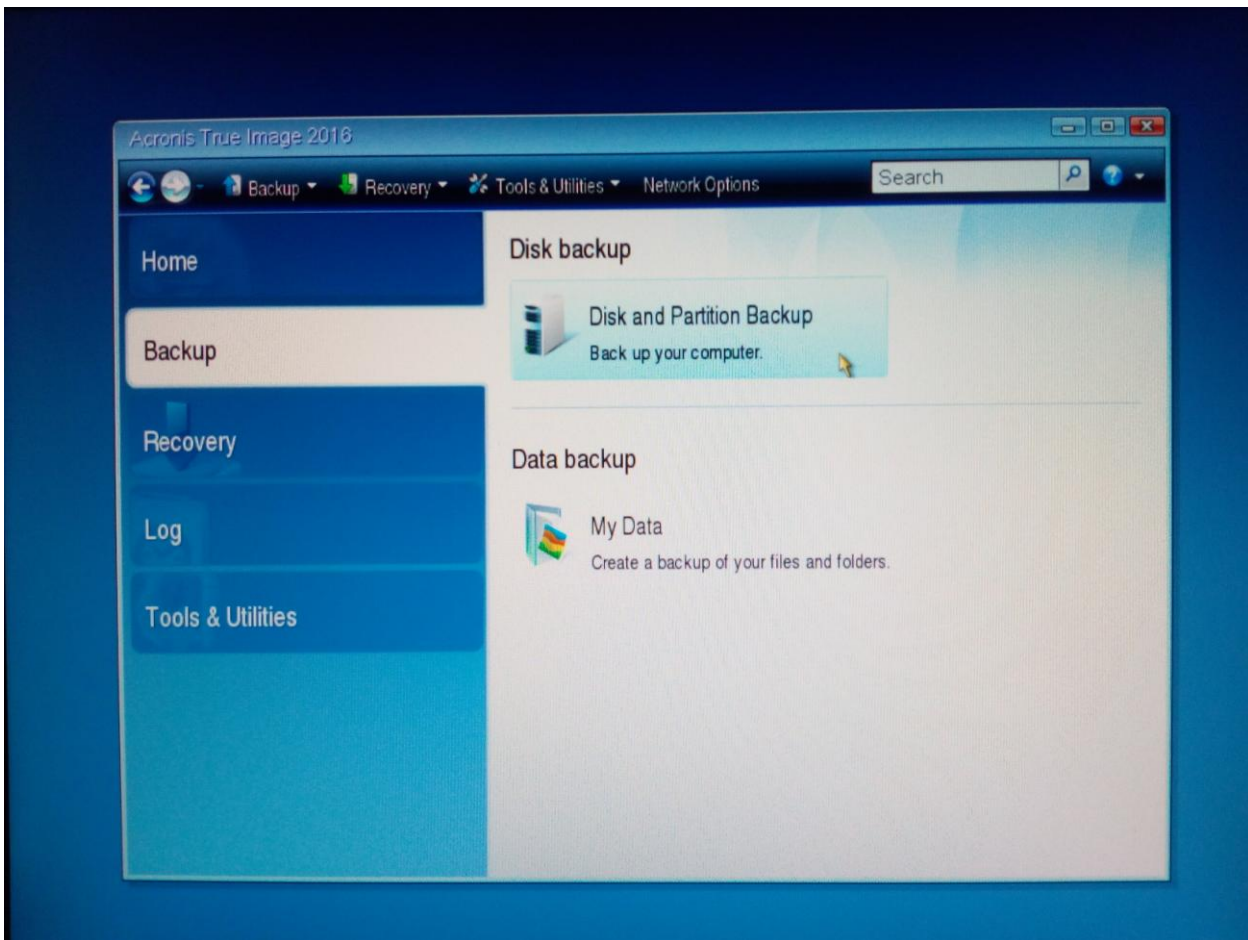 Acronis True Image 2016
Backup Recovery Tools & Utilities Network Options Search
Home
Backup
Recovery
Log
Tools & Utilities
Disk backup
Disk and Partition Backup
Back up your computer.
Data backup
My Data
Create a backup of your files and folders.